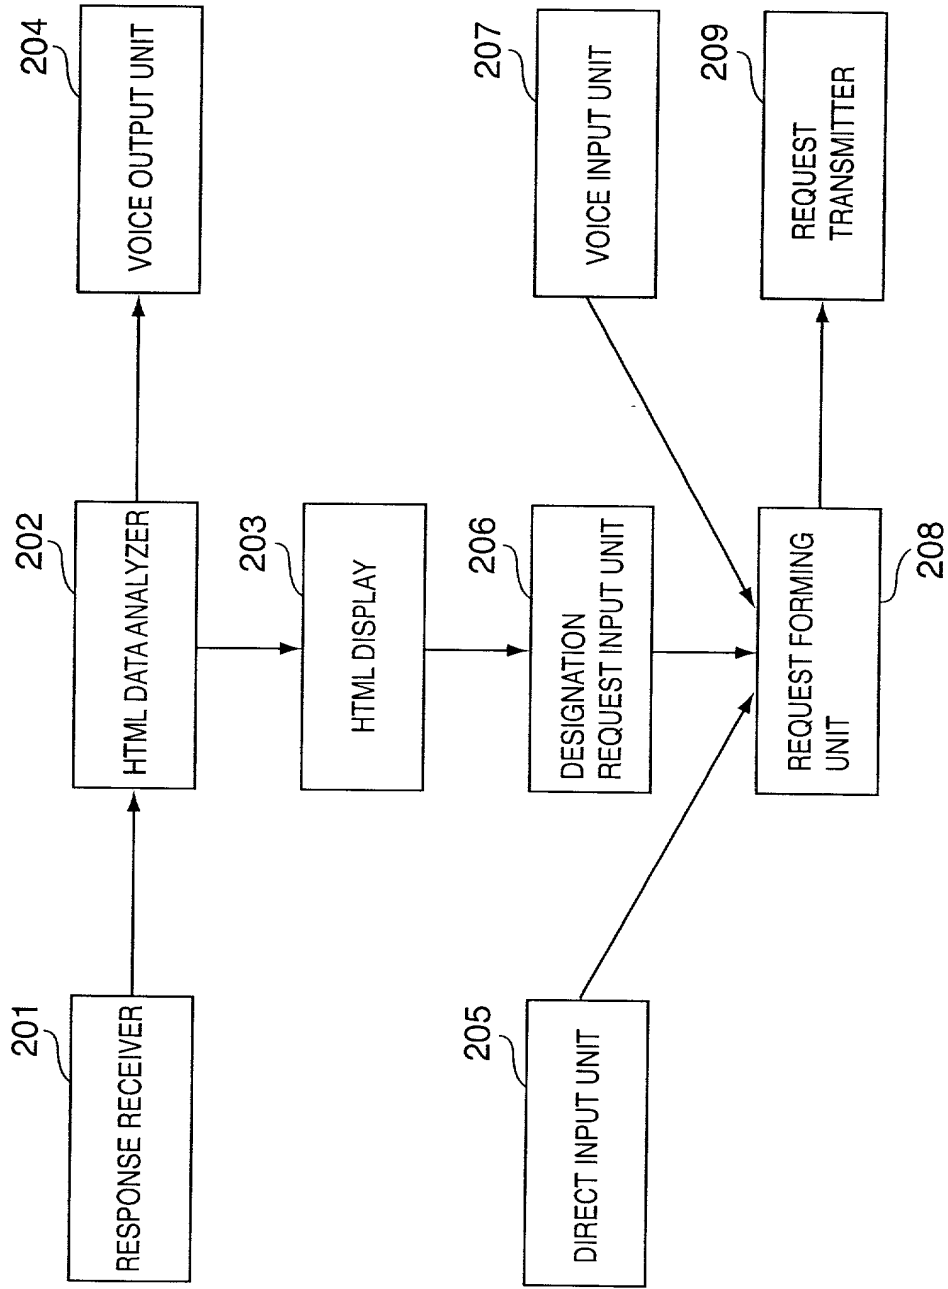 201
RESPONSE RECEIVER
202
HTML DATA ANALYZER
204
VOICE OUTPUT UNIT
203
HTML DISPLAY
205
DIRECT INPUT UNIT
206
DESIGNATION
REQUEST INPUT UNIT
207
VOICE INPUT UNIT
REQUEST FORMING
UNIT
208
209
REQUEST
TRANSMITTER